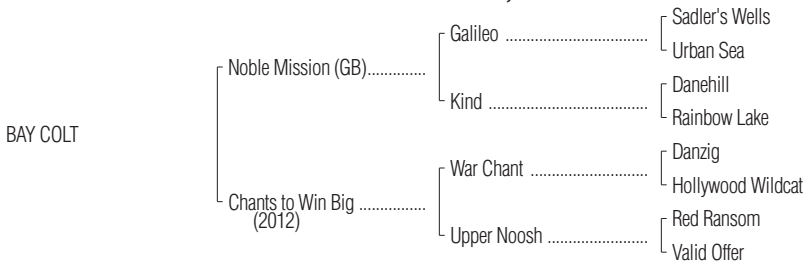 Sadler's Wells
Galileo ................................
Urban Sea
Noble Mission (GB)..............
Danehill
Kind ....................................
Rainbow Lake
BAY COLT
Danzig
War Chant ..........................
Hollywood Wildcat
Chants to Win Big ................
(2012)
Red Ransom
Upper Noosh ......................
Valid Offer